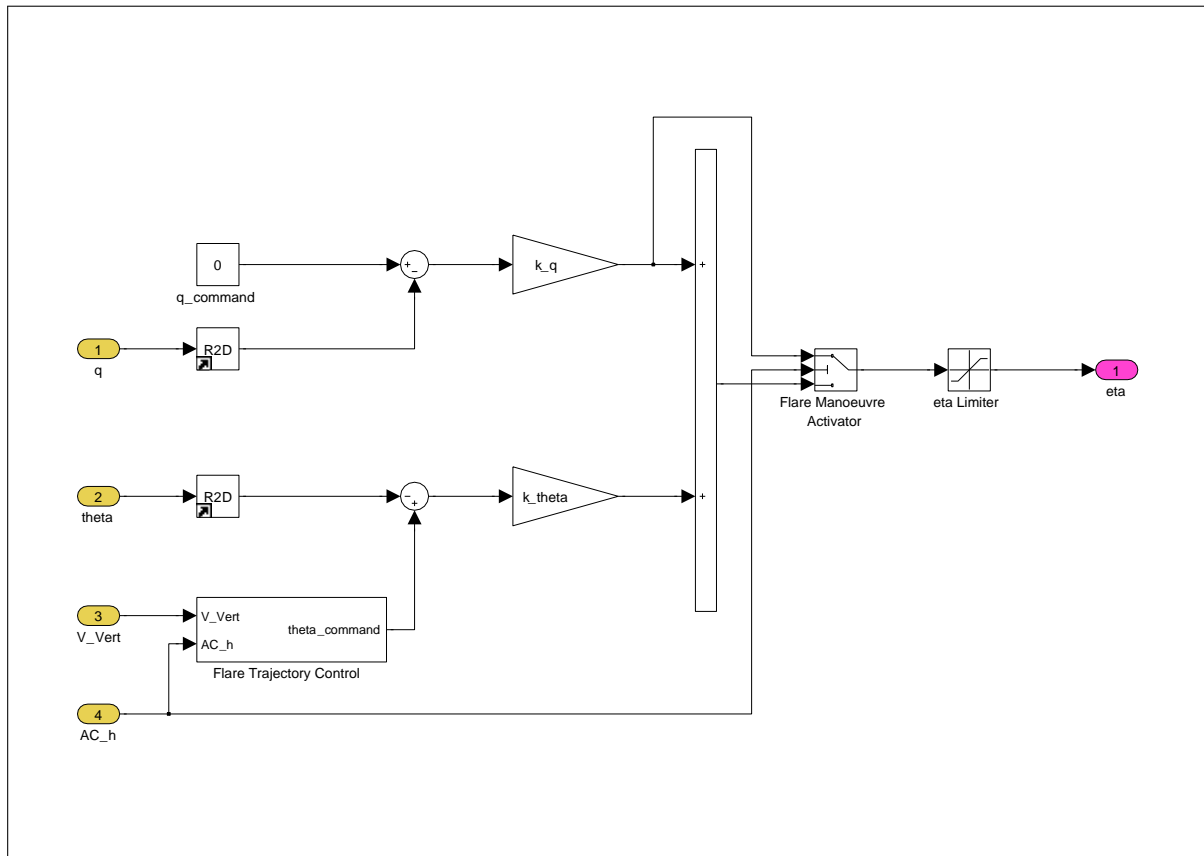 0
+
−
k_q
+
q_command
1
R2D
q
1
Flare Manoeuvre
Activator
eta Limiter
eta
2
R2D
−
+
k_theta
+
theta
3
V_Vert
theta_command
V_Vert
AC_h
Flare Trajectory Control
4
AC_h